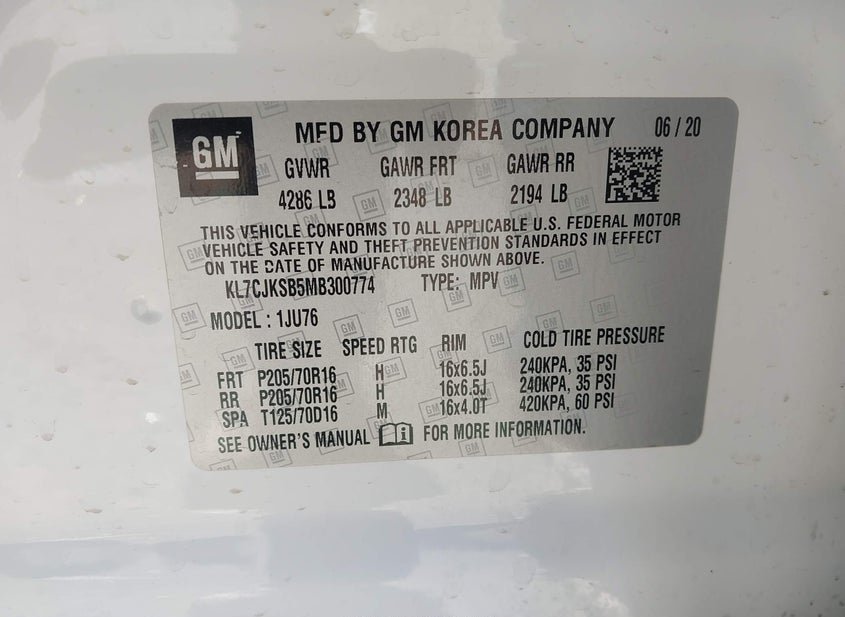 GM
MFD BY GM KOREA COMPANY 06/20
GVWR GAWR FRT GAWR RR
4286 LB 2348 LB 2194 LB
THIS VEHICLE CONFORMS TO ALL APPLICABLE U.S. FEDERAL MOTOR
VEHICLE SAFETY AND THEFT PREVENTION STANDARDS IN EFFECT
ON THE DATE OF MANUFACTURE SHOWN ABOVE.
KL7CJKSB5MB300774 TYPE: MPV
MODEL : 1JU76
TIRE SIZE SPEED RTG RIM COLD TIRE PRESSURE
FRT P205/70R16 H 16x6.5J 240KPA, 35 PSI
RR P205/70R16 H 16x6.5J 240KPA, 35 PSI
SPA T125/70D16 M 16x4.0T 420KPA, 60 PSI
SEE OWNER'S MANUAL FOR MORE INFORMATION.